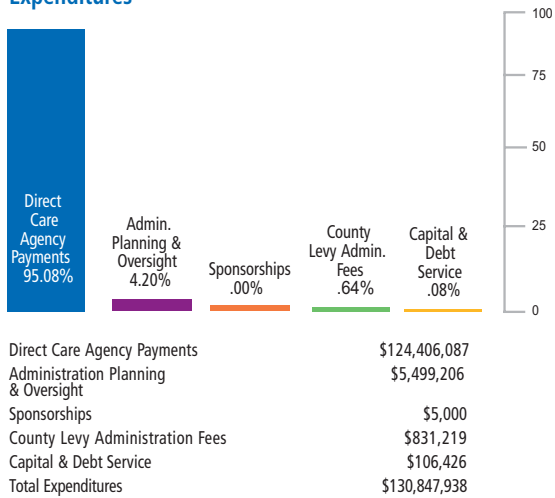 Expenditures
100
75
50
25
0
Direct
Care
Agency
Payments
95.08%
Admin.
Planning &
Oversight
4.20%
Sponsorships
.00%
County
Levy Admin.
Fees
.64%
Capital &
Debt
Service
.08%
Direct Care Agency Payments $124,406,087
Administration Planning $5,499,206
& Oversight
Sponsorships $5,000
County Levy Administration Fees $831,219
Capital & Debt Service $106,426
Total Expenditures $130,847,938